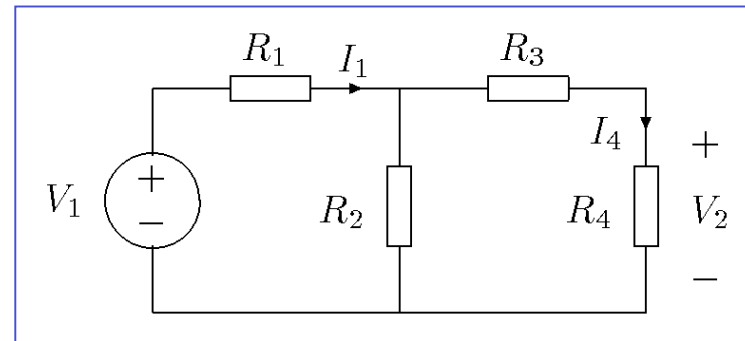 R₁ I₁ R₃
I₄ +
V₁ + − R₂ R₄ V₂
−